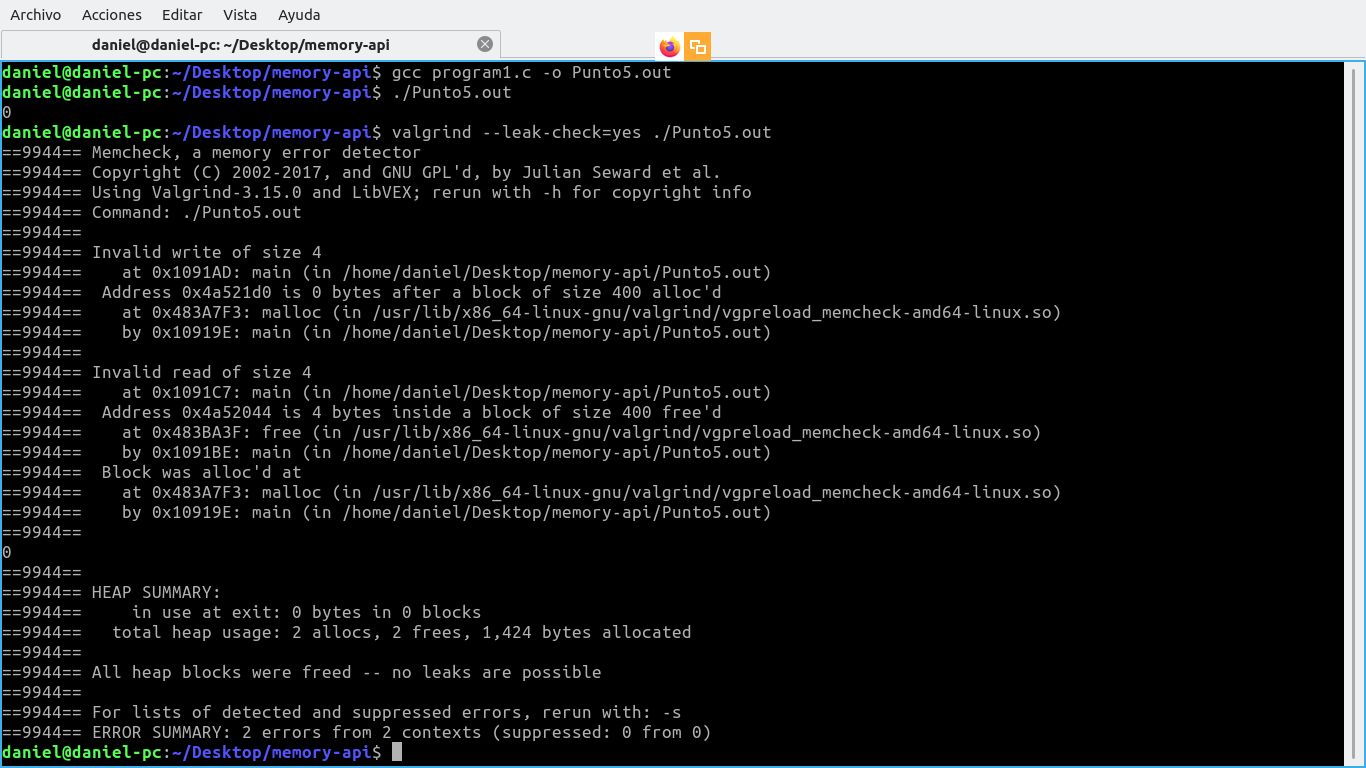 Archivo Acciones Editar Vista Ayuda
daniel@daniel-pc: ~/Desktop/memory-api
daniel@daniel-pc:~/Desktop/memory-api$ gcc program1.c -o Punto5.out
daniel@daniel-pc:~/Desktop/memory-api$ ./Punto5.out
0
daniel@daniel-pc:~/Desktop/memory-api$ valgrind --leak-check=yes ./Punto5.out
==9944== Memcheck, a memory error detector
==9944== Copyright (C) 2002-2017, and GNU GPL'd, by Julian Seward et al.
==9944== Using Valgrind-3.15.0 and LibVEX; rerun with -h for copyright info
==9944== Command: ./Punto5.out
==9944==
==9944== Invalid write of size 4
==9944==    at 0x1091AD: main (in /home/daniel/Desktop/memory-api/Punto5.out)
==9944==  Address 0x4a521d0 is 0 bytes after a block of size 400 alloc'd
==9944==    at 0x483A7F3: malloc (in /usr/lib/x86_64-linux-gnu/valgrind/vgpreload_memcheck-amd64-linux.so)
==9944==    by 0x10919E: main (in /home/daniel/Desktop/memory-api/Punto5.out)
==9944==
==9944== Invalid read of size 4
==9944==    at 0x1091C7: main (in /home/daniel/Desktop/memory-api/Punto5.out)
==9944==  Address 0x4a52044 is 4 bytes inside a block of size 400 free'd
==9944==    at 0x483BA3F: free (in /usr/lib/x86_64-linux-gnu/valgrind/vgpreload_memcheck-amd64-linux.so)
==9944==    by 0x1091BE: main (in /home/daniel/Desktop/memory-api/Punto5.out)
==9944==  Block was alloc'd at
==9944==    at 0x483A7F3: malloc (in /usr/lib/x86_64-linux-gnu/valgrind/vgpreload_memcheck-amd64-linux.so)
==9944==    by 0x10919E: main (in /home/daniel/Desktop/memory-api/Punto5.out)
==9944==
0
==9944==
==9944== HEAP SUMMARY:
==9944==     in use at exit: 0 bytes in 0 blocks
==9944==   total heap usage: 2 allocs, 2 frees, 1,424 bytes allocated
==9944==
==9944== All heap blocks were freed -- no leaks are possible
==9944==
==9944== For lists of detected and suppressed errors, rerun with: -s
==9944== ERROR SUMMARY: 2 errors from 2 contexts (suppressed: 0 from 0)
daniel@daniel-pc:~/Desktop/memory-api$